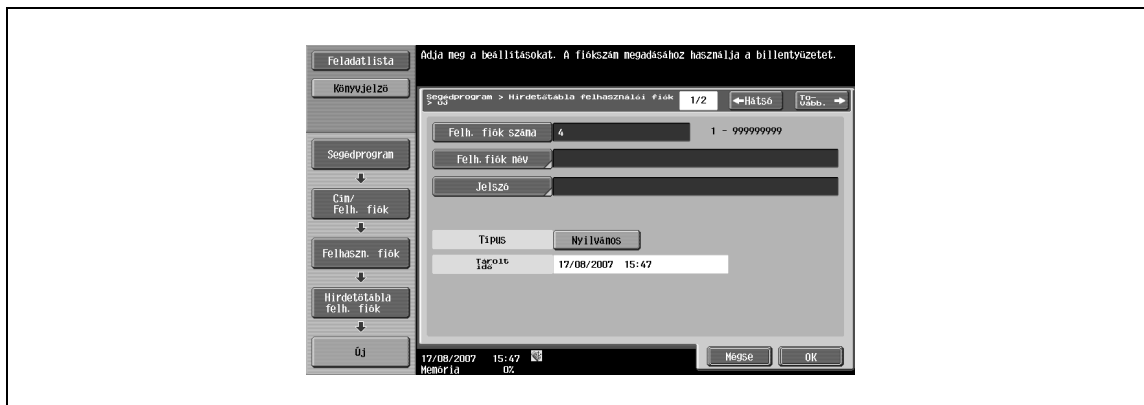 Feladatlista
Adja meg a beállításokat. A fiókszám megadásához használja a billentyűzetet.
Könyvjelző
Segédprogram > Hirdetőtábla felhasználói fiók
> Új
1/2
←Hátsó
To-
vább. →
Felh. fiók száma
4
1 - 999999999
Felh.fiók név
Jelszó
Segédprogram
Cím/
Felh. fiók
Felhaszn. fiók
Hirdetőtábla
felh. fiók
Új
Típus
Nyilvános
Tárolt
idő
17/08/2007 15:47
Mégse
OK
17/08/2007 15:47
Memória 0%